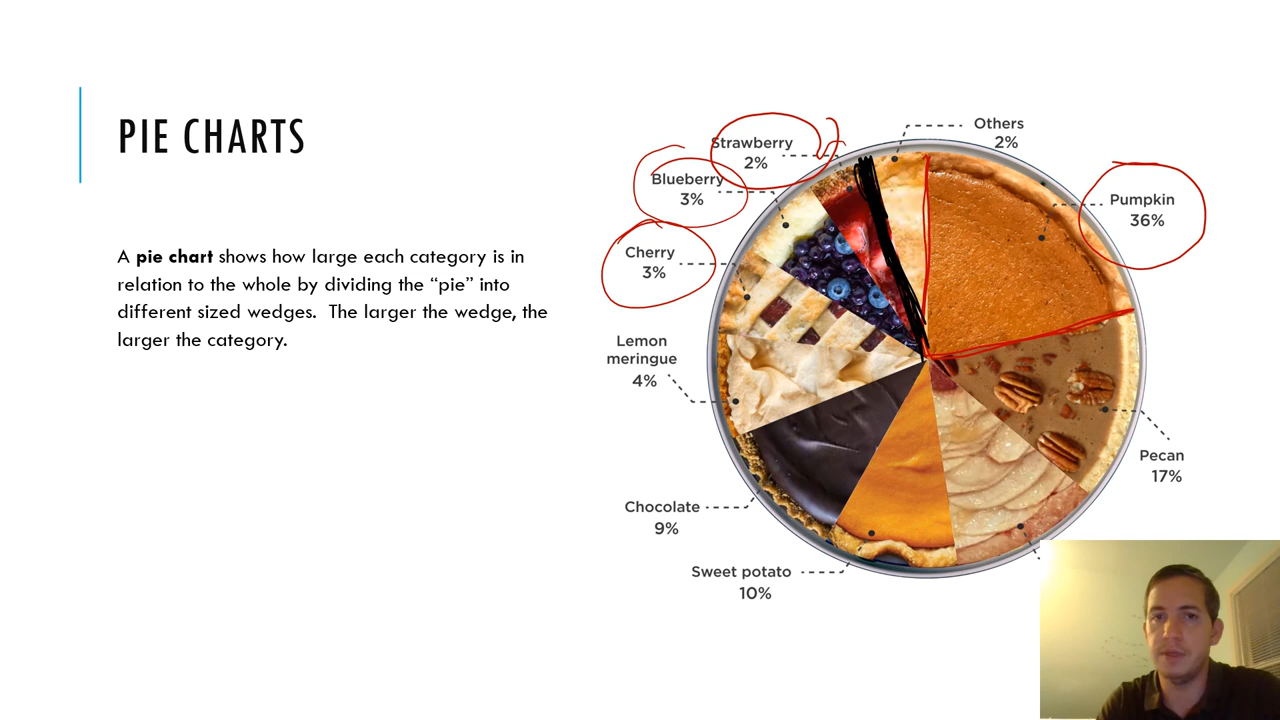 PIE CHARTS
A pie chart shows how large each category is in
relation to the whole by dividing the “pie” into
different sized wedges. The larger the wedge, the
larger the category.
Others
2%
Strawberry
2%
Blueberry
3%
Pumpkin
36%
Cherry
3%
Lemon
meringue
4%
Pecan
17%
Chocolate
9%
Sweet potato
10%